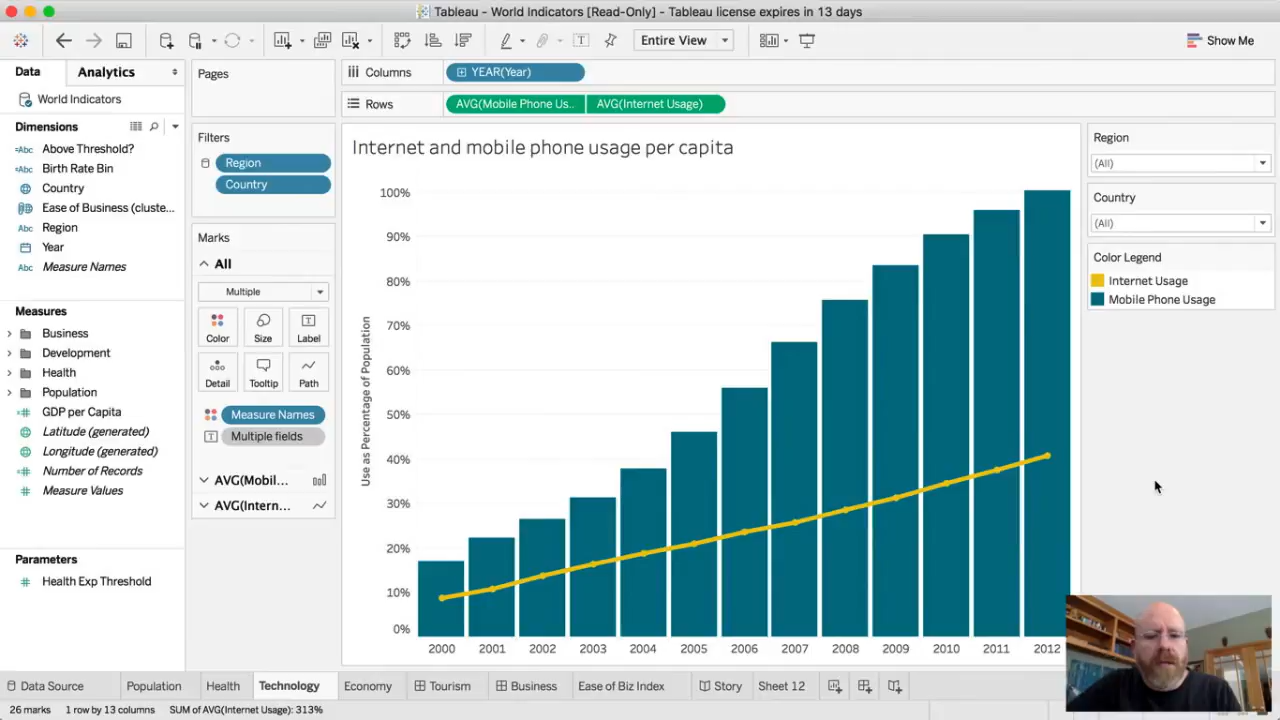 Tableau - World Indicators [Read-Only] - Tableau license expires in 13 days
Entire View
Show Me
Data
Analytics
World Indicators
Dimensions
Abc Above Threshold?
Abc Birth Rate Bin
Country
Ease of Business (cluste...
Abc Region
Year
Abc Measure Names
Measures
Business
Development
Health
Population
GDP per Capita
Latitude (generated)
Longitude (generated)
Number of Records
Measure Values
Parameters
Health Exp Threshold
Pages
Filters
Region
Country
Marks
All
Multiple
Color
Size
Label
Detail
Tooltip
Path
Measure Names
Multiple fields
AVG(Mobil...
AVG(Intern...
Columns
YEAR(Year)
Rows
AVG(Mobile Phone Us..
AVG(Internet Usage)
Internet and mobile phone usage per capita
Use as Percentage of Population
100%
90%
80%
70%
60%
50%
40%
30%
20%
10%
0%
2000 2001 2002 2003 2004 2005 2006 2007 2008 2009 2010 2011 2012
Region
(All)
Country
(All)
Color Legend
Internet Usage
Mobile Phone Usage
Data Source Population Health Technology Economy Tourism Business Ease of Biz Index Story Sheet 12
26 marks 1 row by 13 columns SUM of AVG(Internet Usage): 313%